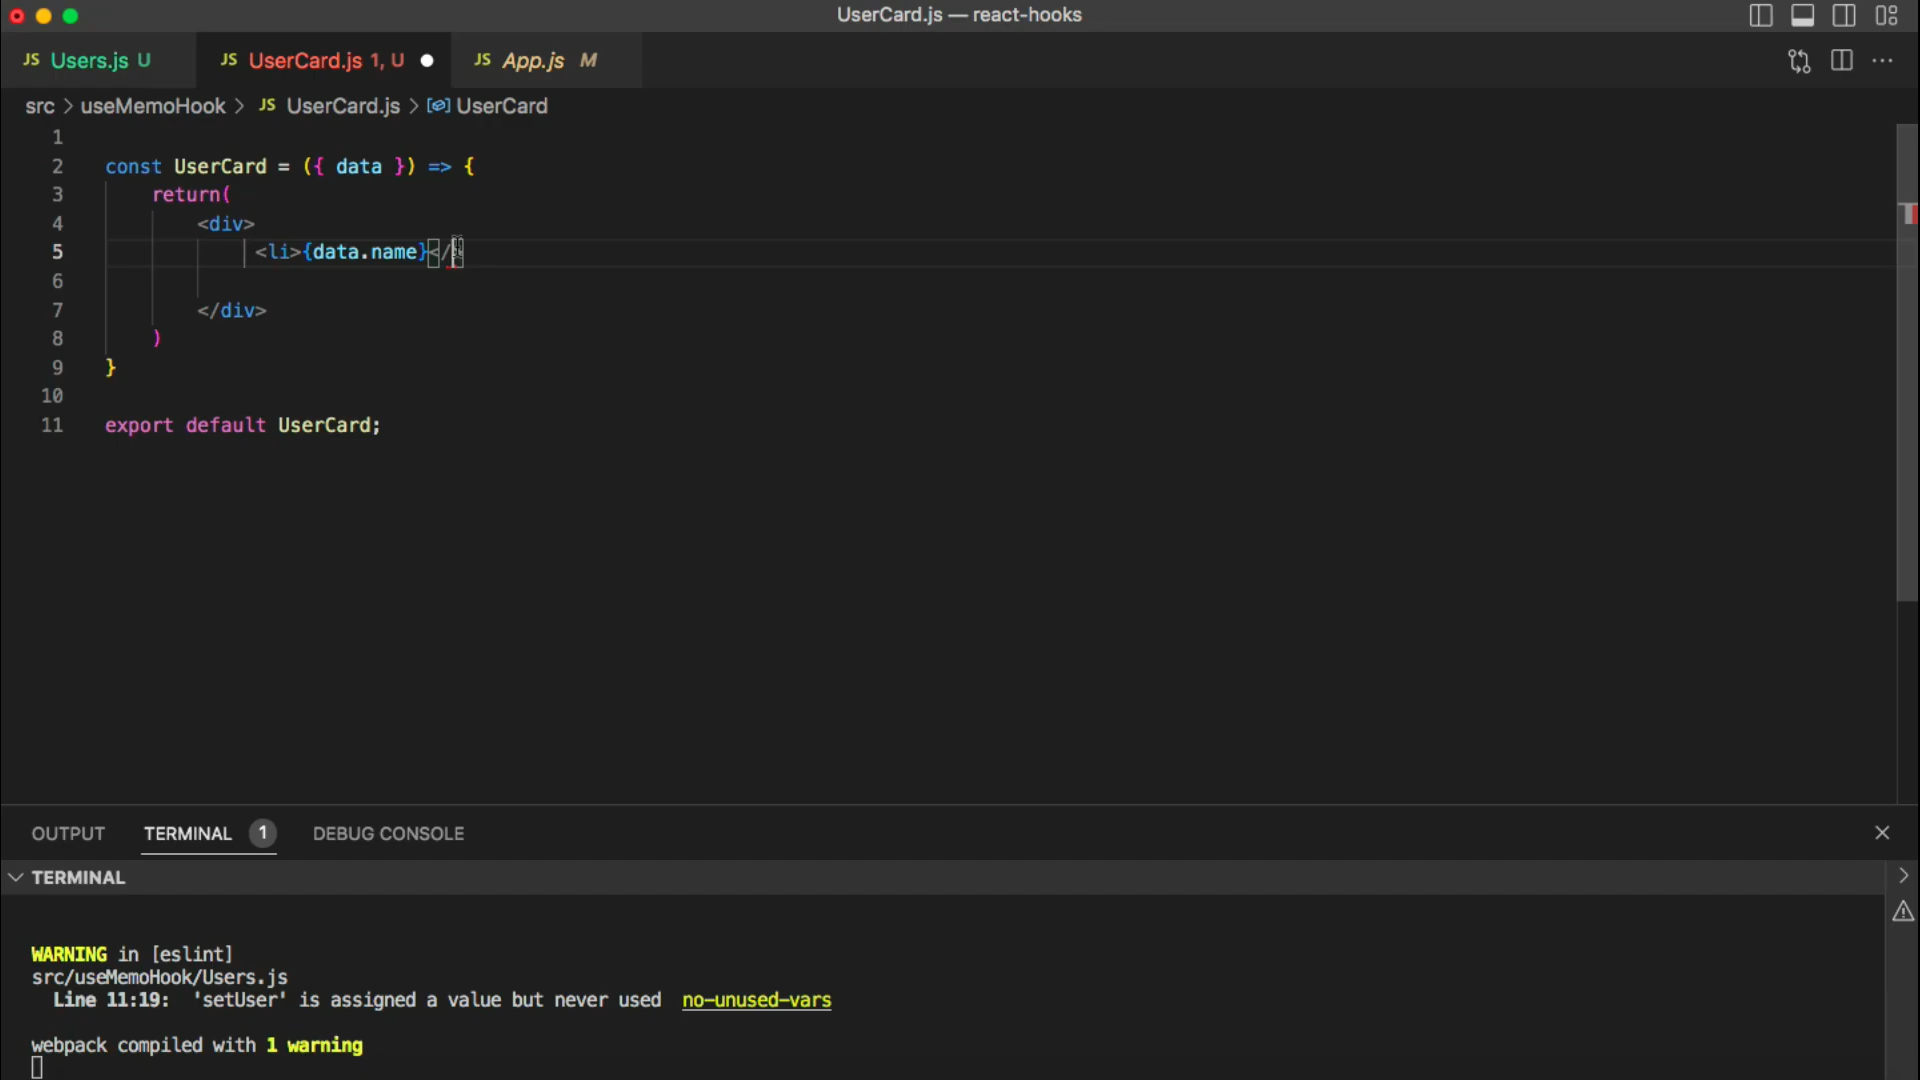 UserCard.js — react-hooks
JS Users.js U JS UserCard.js 1, U JS App.js M
src > useMemoHook > JS UserCard.js > UserCard
1
2 const UserCard = ({ data }) => {
3 return(
4 <div>
5 <li>{data.name}</>
6
7 </div>
8 )
9 }
10
11 export default UserCard;
OUTPUT TERMINAL 1 DEBUG CONSOLE
TERMINAL
WARNING in [eslint]
src/useMemoHook/Users.js
Line 11:19: 'setUser' is assigned a value but never used no-unused-vars
webpack compiled with 1 warning